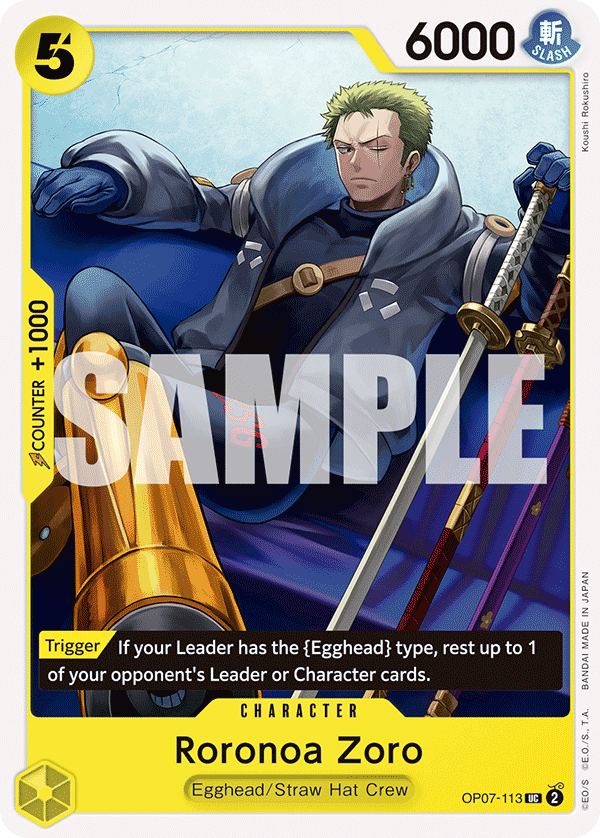 5
6000
斬
SLASH
Koushi Rokushiro
COUNTER +1000
SAMPLE
Trigger If your Leader has the {Egghead} type, rest up to 1
of your opponent's Leader or Character cards.
CHARACTER
Roronoa Zoro
Egghead/Straw Hat Crew
OP07-113 UC 2
©EO/S ©E.O./S., T.A. BANDAI MADE IN JAPAN